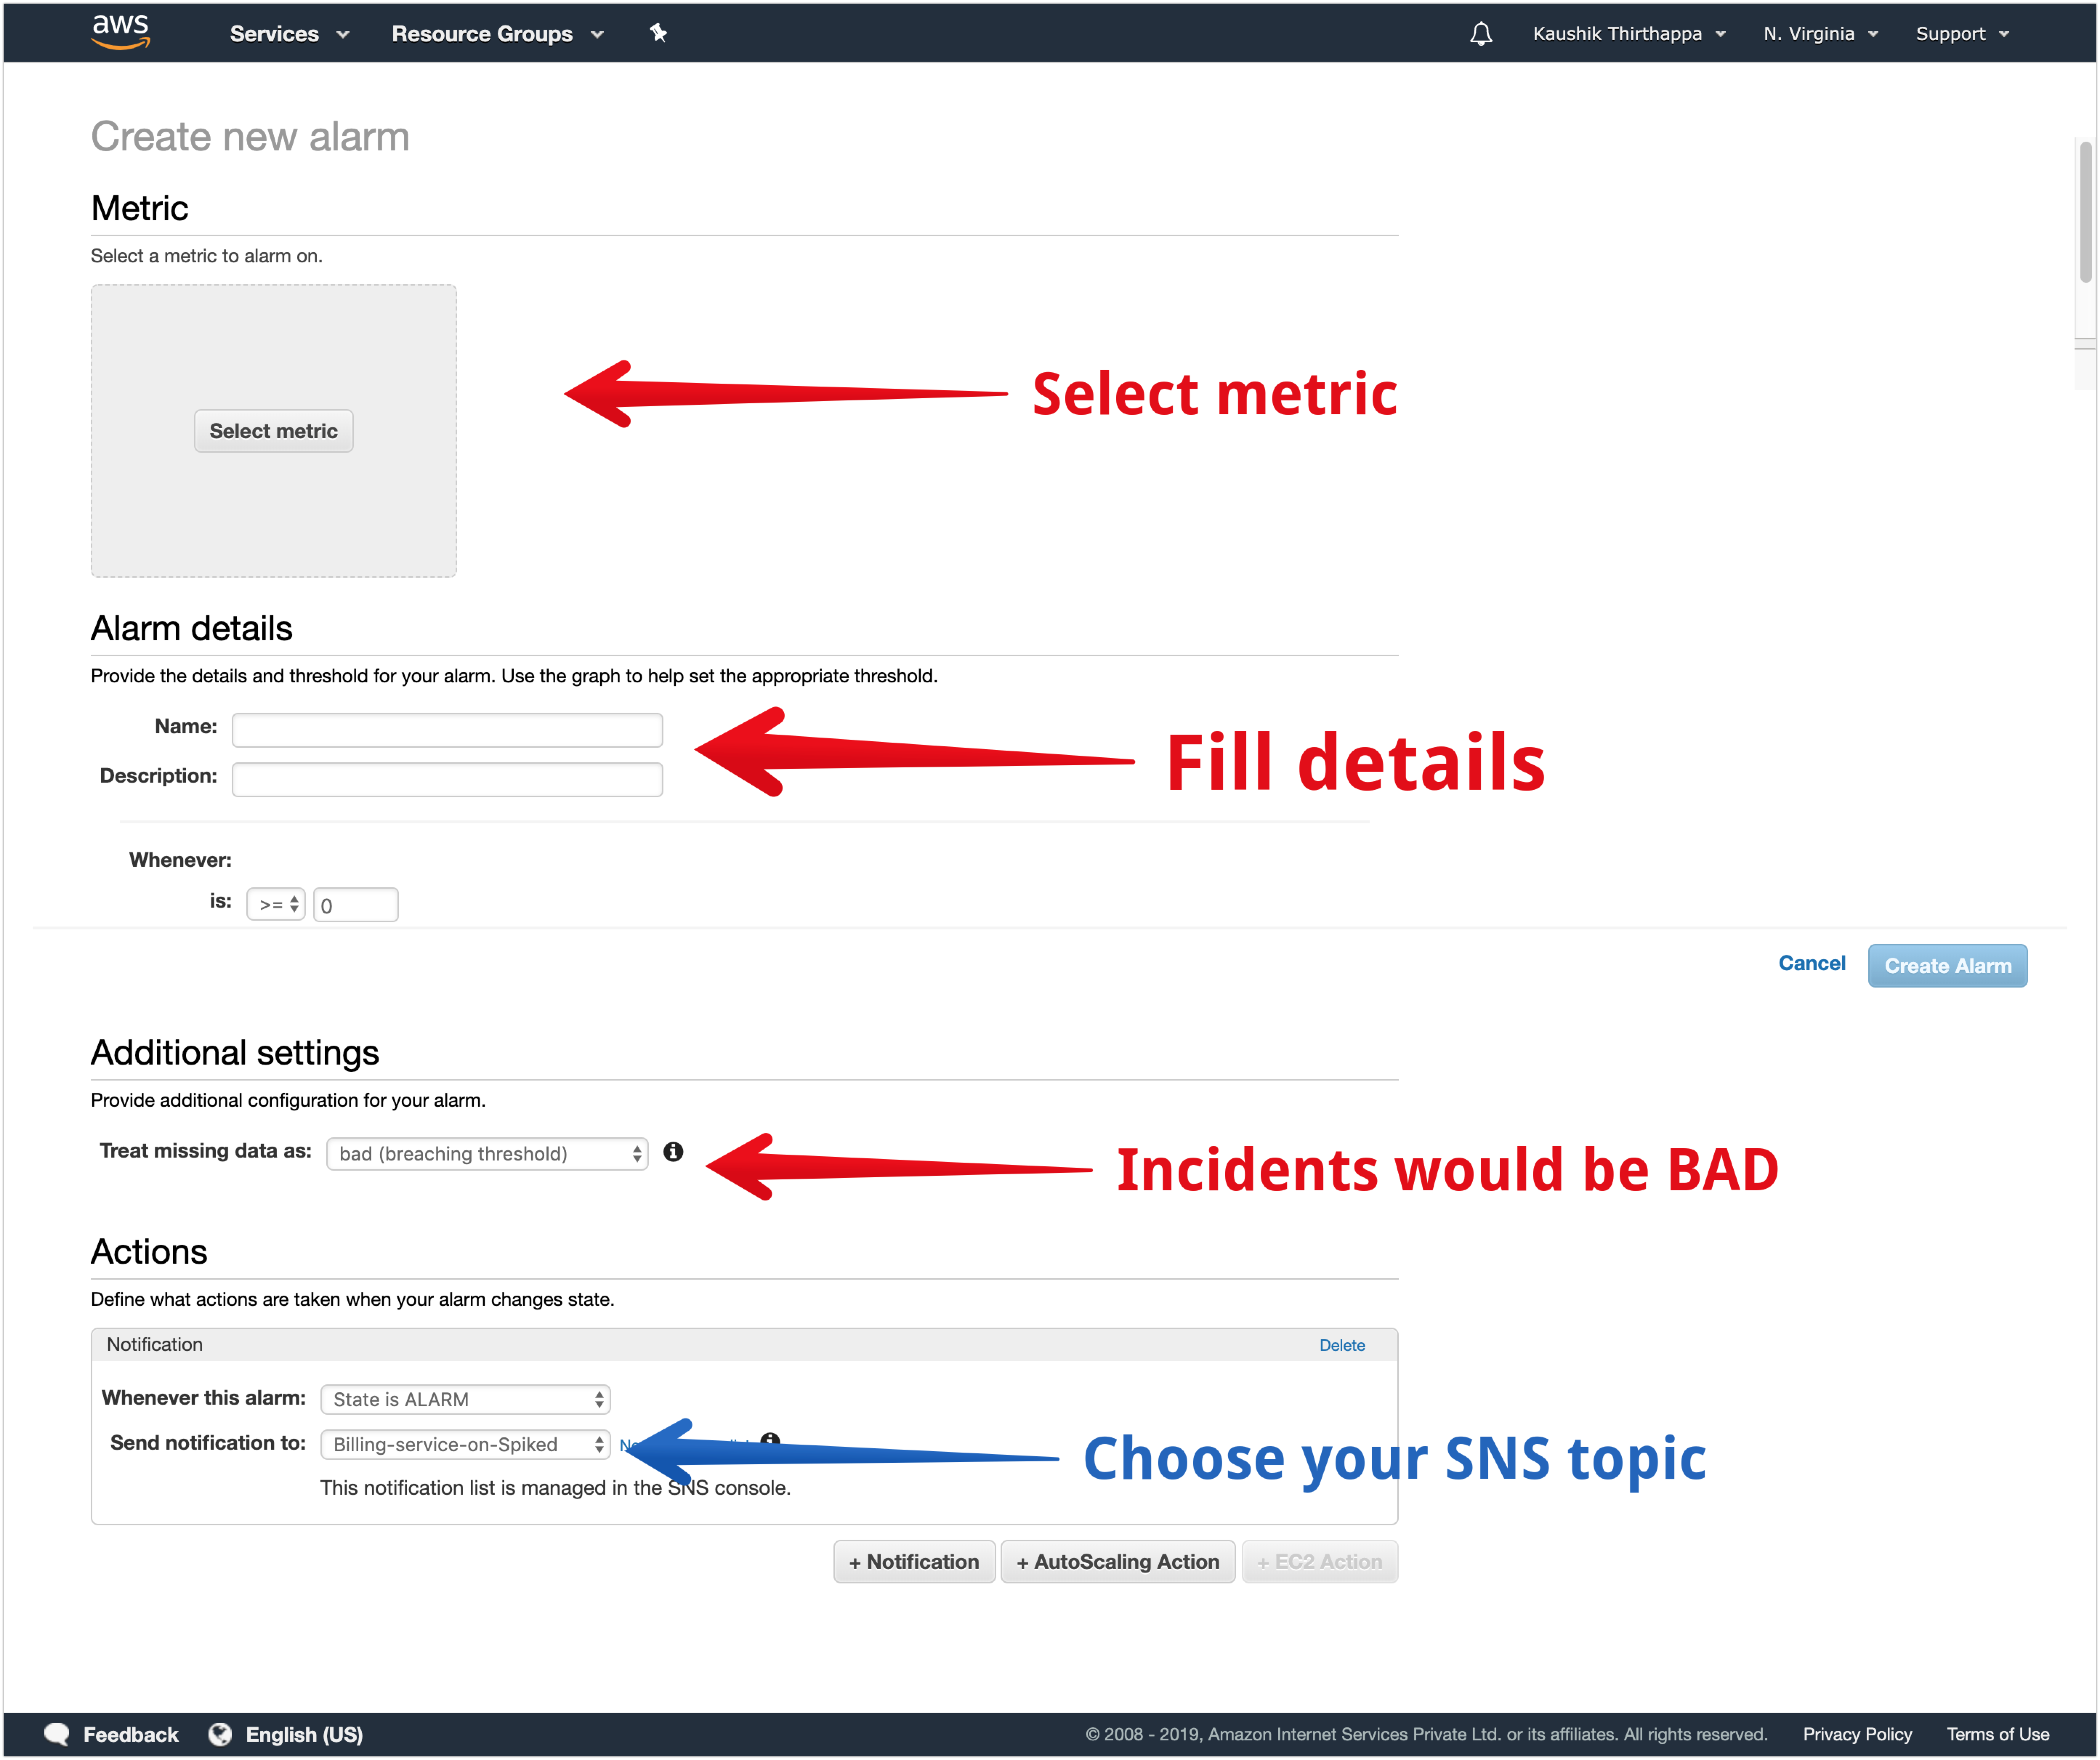 aws Services Resource Groups Kaushik Thirthappa N. Virginia Support
Create new alarm
Metric
Select a metric to alarm on.
Select metric
Select metric
Alarm details
Provide the details and threshold for your alarm. Use the graph to help set the appropriate threshold.
Name:
Fill details
Description:
Whenever:
is: >= 0
Cancel Create Alarm
Additional settings
Provide additional configuration for your alarm.
Treat missing data as: bad (breaching threshold)
Incidents would be BAD
Actions
Define what actions are taken when your alarm changes state.
Notification Delete
Whenever this alarm: State is ALARM
Send notification to: Billing-service-on-Spiked
Choose your SNS topic
This notification list is managed in the SNS console.
+ Notification + AutoScaling Action + EC2 Action
Feedback English (US) © 2008 - 2019, Amazon Internet Services Private Ltd. or its affiliates. All rights reserved. Privacy Policy Terms of Use